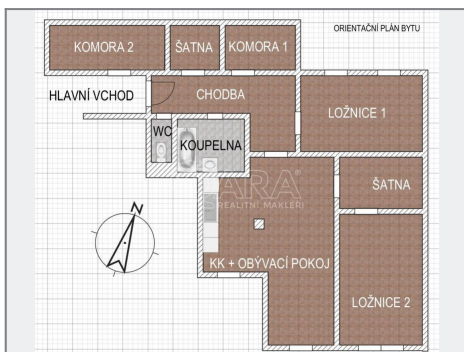 ORIENTAČNÍ PLÁN BYTU
KOMORA 2
ŠATNA
KOMORA 1
HLAVNÍ VCHOD
CHODBA
LOŽNICE 1
WC
KOUPELNA
ŠATNA
ARA®
REALITNÍ MAKLÉŘI
N
KK + OBÝVACÍ POKOJ
LOŽNICE 2